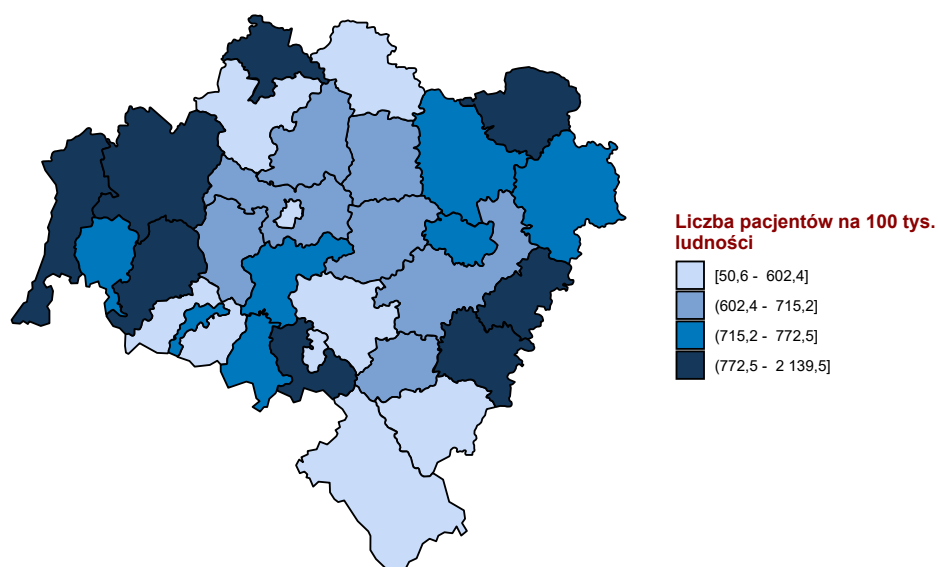 Liczba pacjentów na 100 tys.
ludności
[50,6 - 602,4]
(602,4 - 715,2]
(715,2 - 772,5]
(772,5 - 2 139,5]